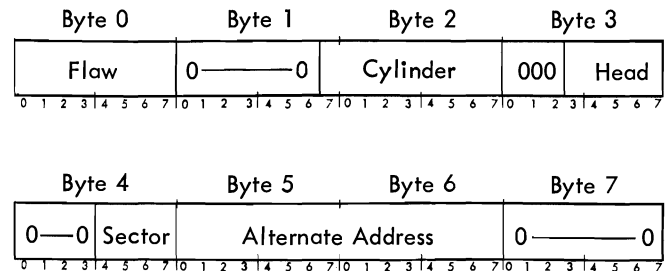 Byte 0 Byte 1 Byte 2 Byte 3
Flaw 0 0 Cylinder 000 Head
0 1 2 3 4 5 6 7 0 1 2 3 4 5 6 7 0 1 2 3 4 5 6 7 0 1 2 3 4 5 6 7
Byte 4 Byte 5 Byte 6 Byte 7
0—0 Sector Alternate Address 0 0
0 1 2 3 4 5 6 7 0 1 2 3 4 5 6 7 0 1 2 3 4 5 6 7 0 1 2 3 4 5 6 7